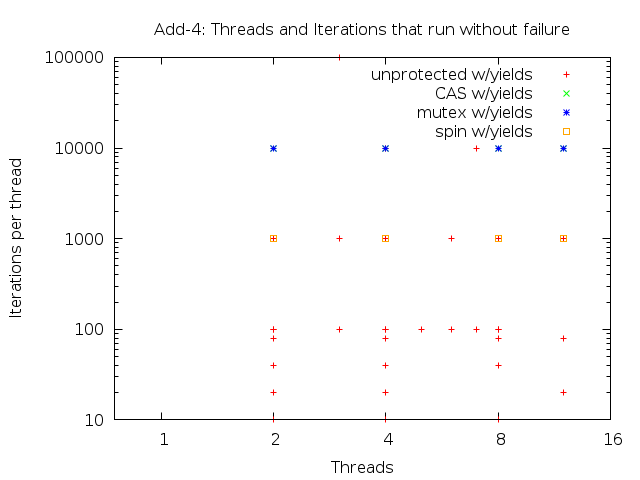 Add-4: Threads and Iterations that run without failure
100000
10000
1000
100
10
Iterations per thread
unprotected w/yields
CAS w/yields
mutex w/yields
spin w/yields
1 2 4 8 16
Threads